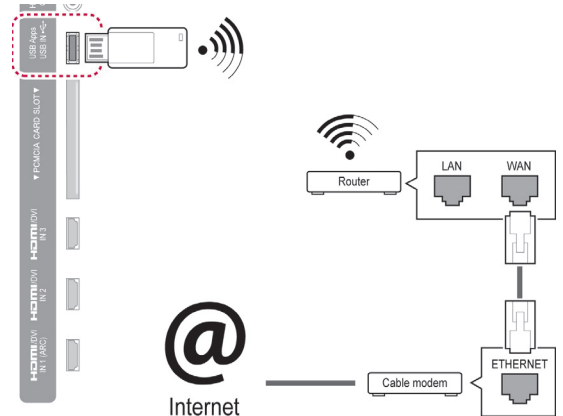 USB Apps
USB IN
▼ PCMCIA CARD SLOT ▼
HDMI/DVI
IN 3
HDMI/DVI
IN 2
HDMI/DVI
IN 1 (ARC)
Router
LAN
WAN
ETHERNET
Cable modem
@
Internet